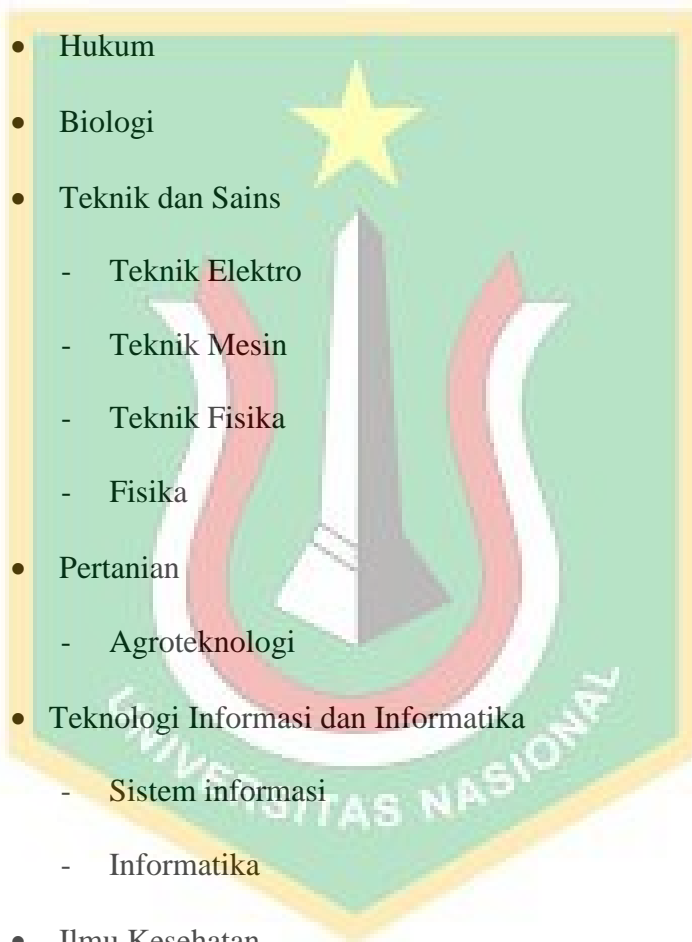 • Hukum
• Biologi
• Teknik dan Sains
- Teknik Elektro
- Teknik Mesin
- Teknik Fisika
- Fisika
• Pertanian
- Agroteknologi
• Teknologi Informasi dan Informatika
- Sistem informasi
- Informatika
• Ilmu Kesehatan
UNIVERSITAS NASIONAL